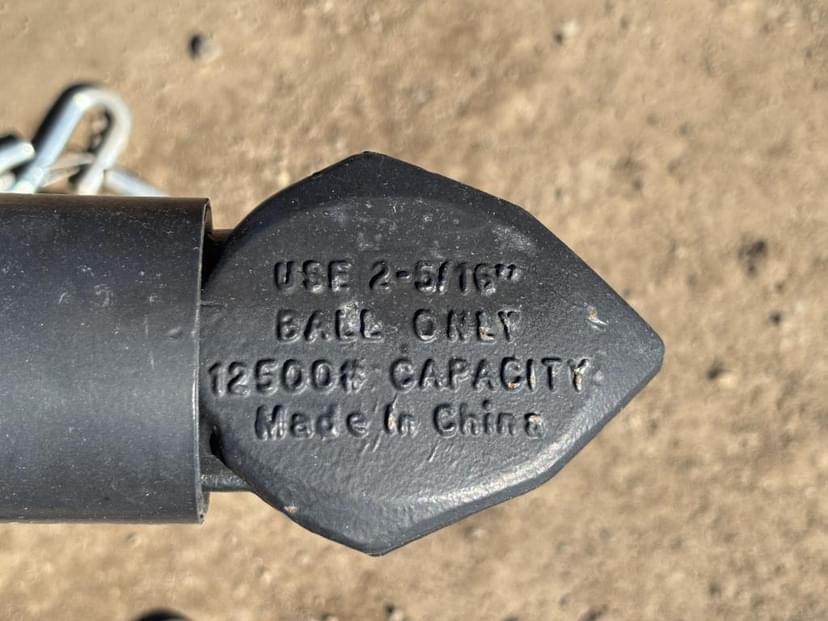 USE 2-5/16"
BALL ONLY
12500# CAPACITY
Made In China